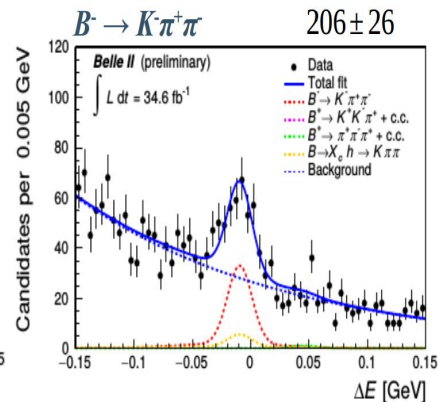 B⁻ → K⁻π⁺π⁻ 206 ± 26
Belle II (preliminary)
∫ L dt = 34.6 fb⁻¹
Data
Total fit
B⁻→ K⁻π⁺π⁻
B⁺→ K⁺K⁻π⁺ + c.c.
B⁺→ π⁺π⁻π⁺ + c.c.
B→X_c h → Kππ
Background
Candidates per 0.005 GeV
120
100
80
60
40
20
0
5
−0.15 −0.1 −0.05 0 0.05 0.1 0.15
ΔE [GeV]